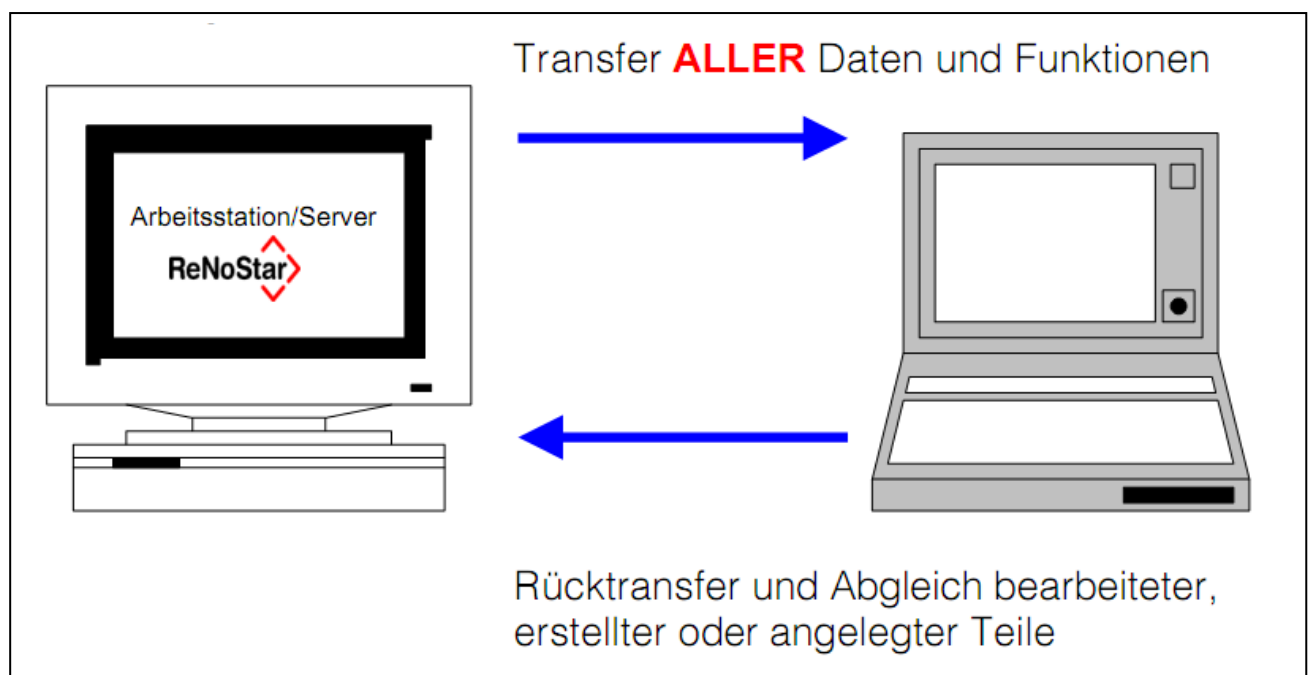 Transfer ALLER Daten und Funktionen
Arbeitsstation/Server
ReNoStar
Rücktransfer und Abgleich bearbeiteter,
erstellter oder angelegter Teile